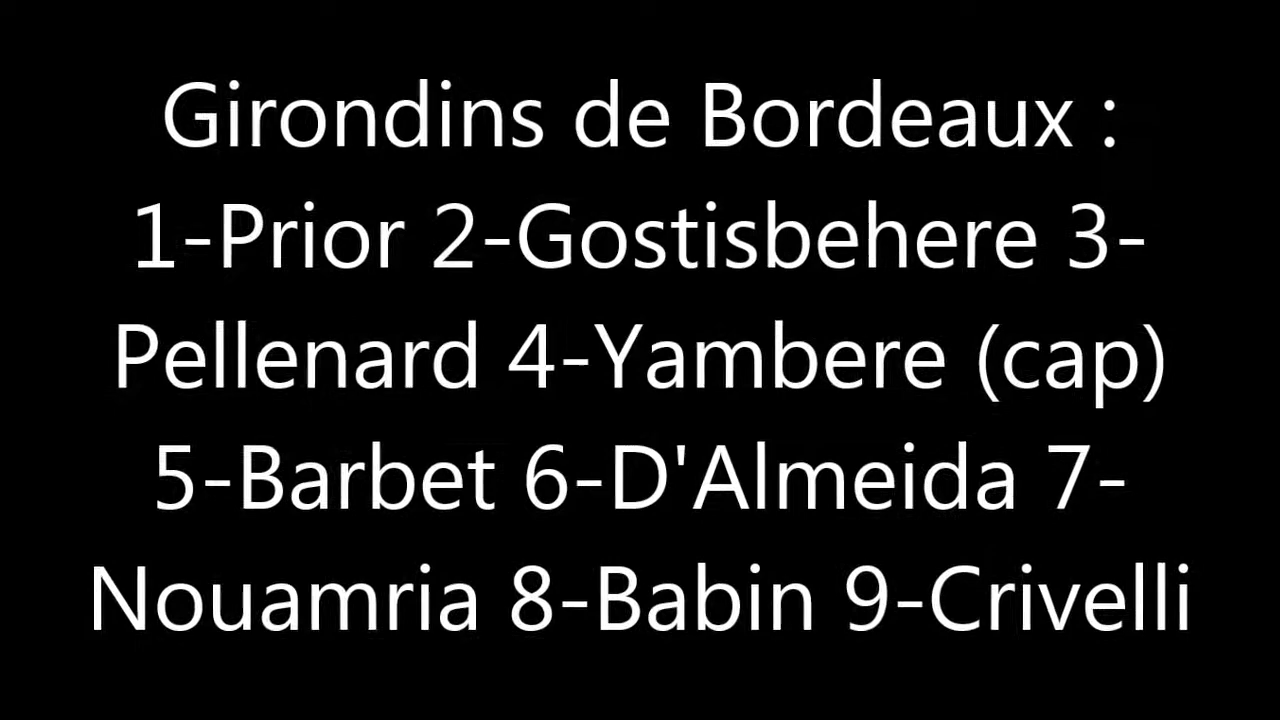 Girondins de Bordeaux :
1-Prior 2-Gostisbehere 3-
Pellenard 4-Yambere (cap)
5-Barbet 6-D'Almeida 7-
Nouamria 8-Babin 9-Crivelli